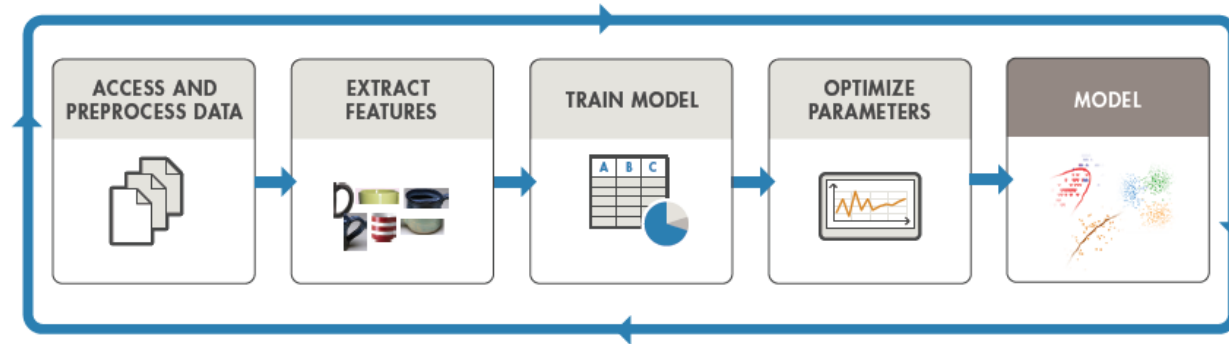 ACCESS AND
PREPROCESS DATA
EXTRACT
FEATURES
TRAIN MODEL
A B C
OPTIMIZE
PARAMETERS
MODEL